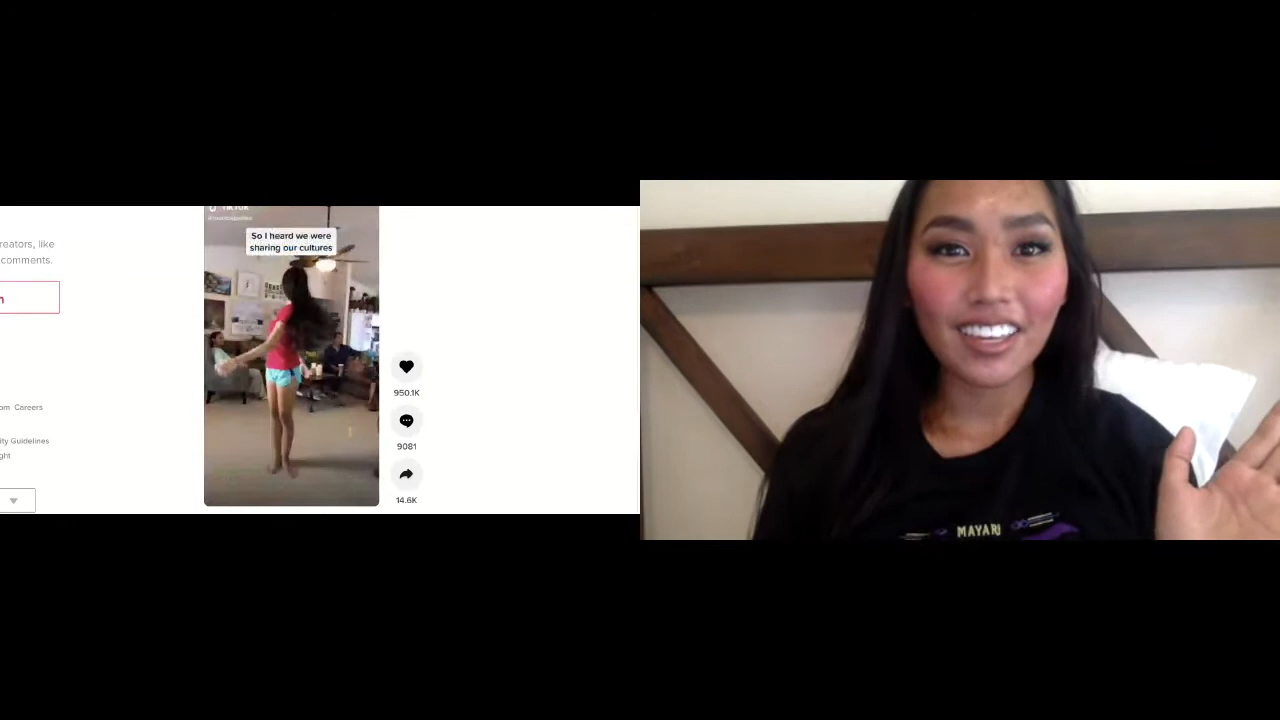 reators, like
comments.
n
om Careers
ity Guidelines
ght
TikTok
So I heard we were
sharing our cultures
950.1K
9081
14.6K
MAYARI